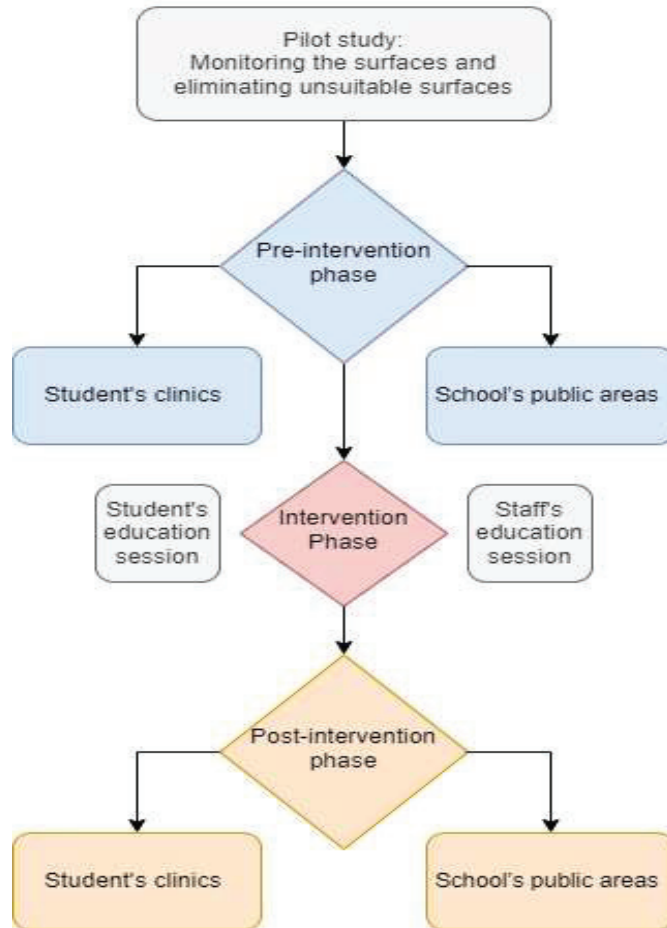 Pilot study:
Monitoring the surfaces and
eliminating unsuitable surfaces
Pre-intervention
phase
Student's clinics
School's public areas
Student's
education
session
Intervention
Phase
Staff's
education
session
Post-intervention
phase
Student's clinics
School's public areas